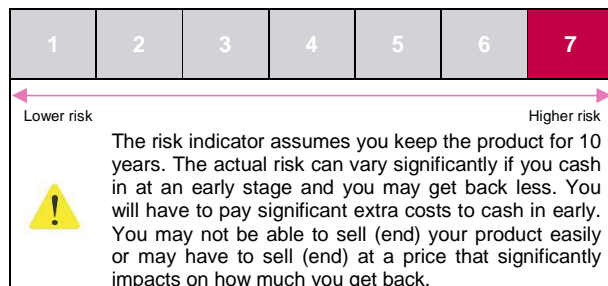 1 2 3 4 5 6 7
Lower risk Higher risk
The risk indicator assumes you keep the product for 10
years. The actual risk can vary significantly if you cash
in at an early stage and you may get back less. You
will have to pay significant extra costs to cash in early.
You may not be able to sell (end) your product easily
or may have to sell (end) at a price that significantly
impacts on how much you get back.